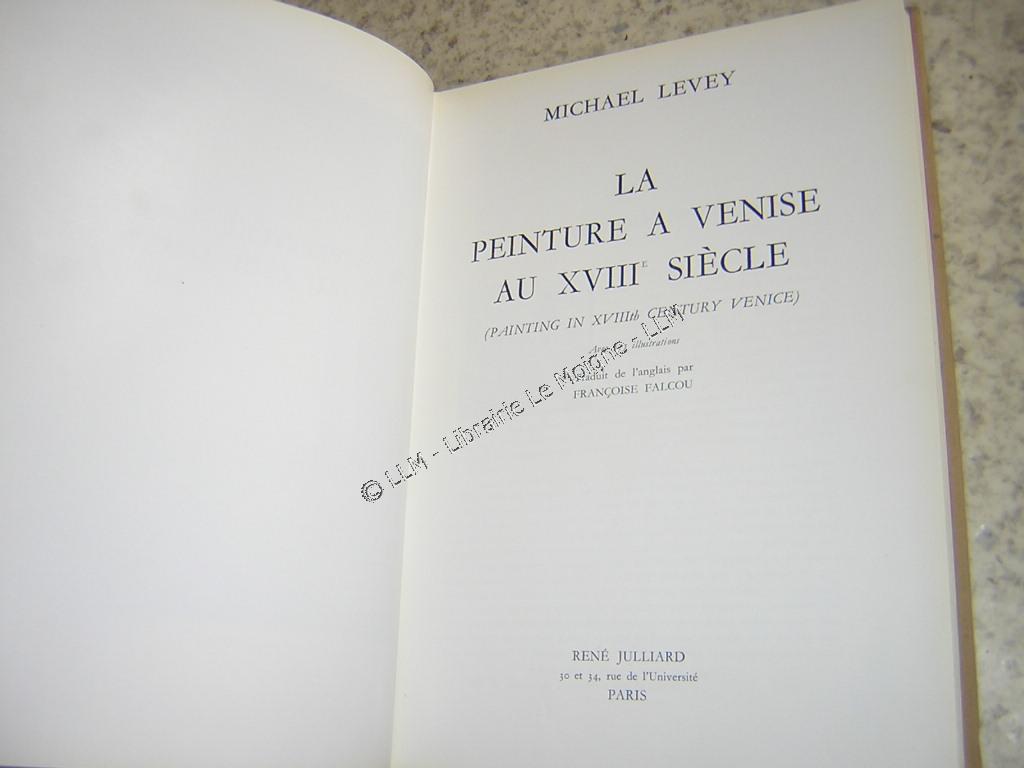 MICHAEL LEVEY
LA
PEINTURE A VENISE
AU XVIIIE SIÈCLE
(PAINTING IN XVIIIth CENTURY VENICE)
illustrations
Traduit de l'anglais par
FRANÇOISE FALCOU
© LLM - Librairie Le Moigne - LLM
RENÉ JULLIARD
30 et 34, rue de l'Université
PARIS